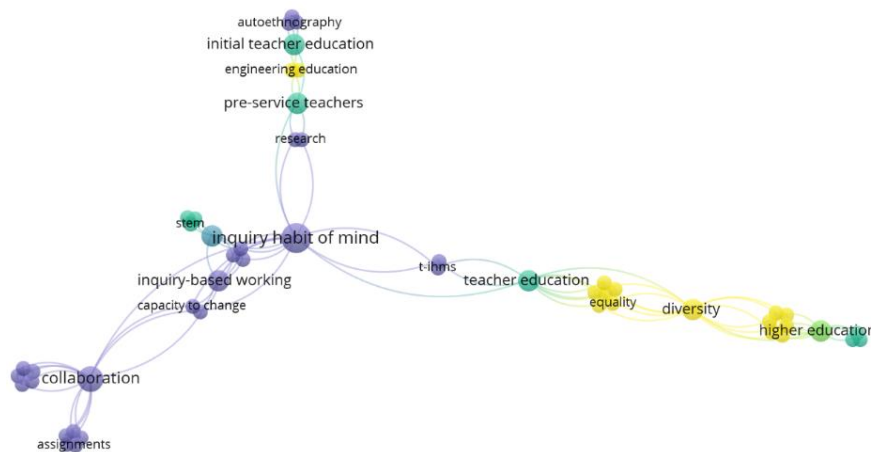 autoethnography
initial teacher education
engineering education
pre-service teachers
research
stem
inquiry habit of mind
t-ihms
inquiry-based working
teacher education
capacity to change
equality
diversity
higher education
collaboration
assignments